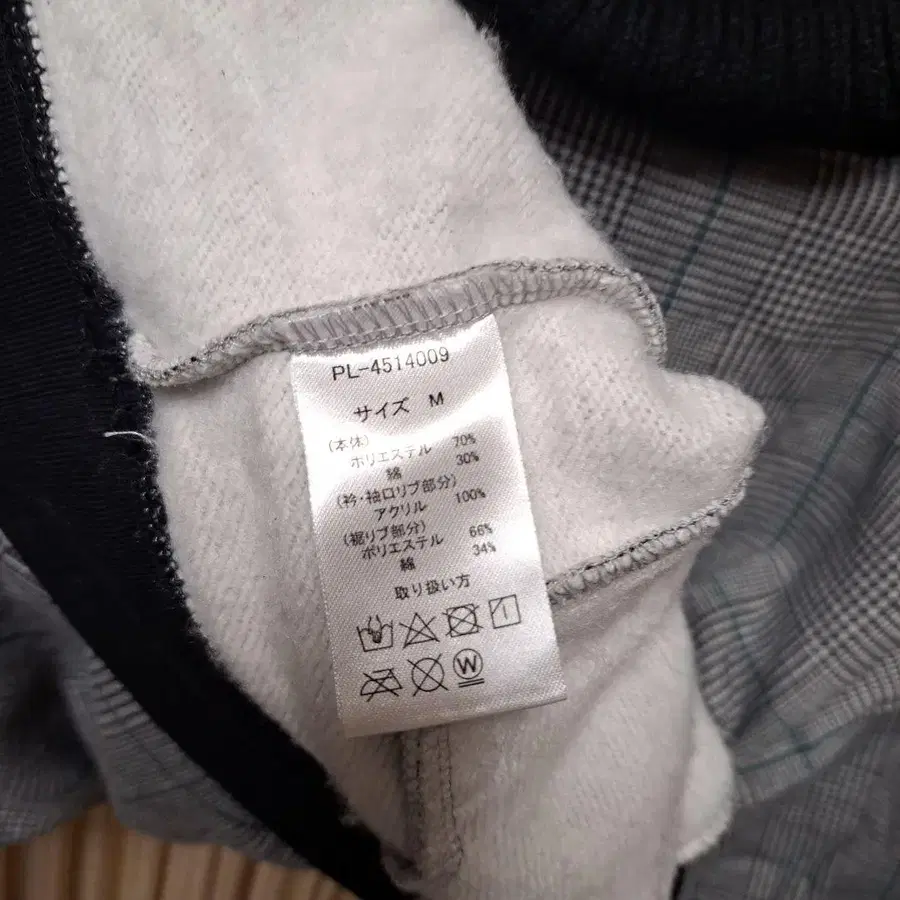 PL-4514009
サイズ M
(本体)
ポリエステル 70%
綿 30%
(衿・袖口リブ部分)
アクリル 100%
(裾リブ部分)
ポリエステル 66%
綿 34%
取り扱い方
1
W